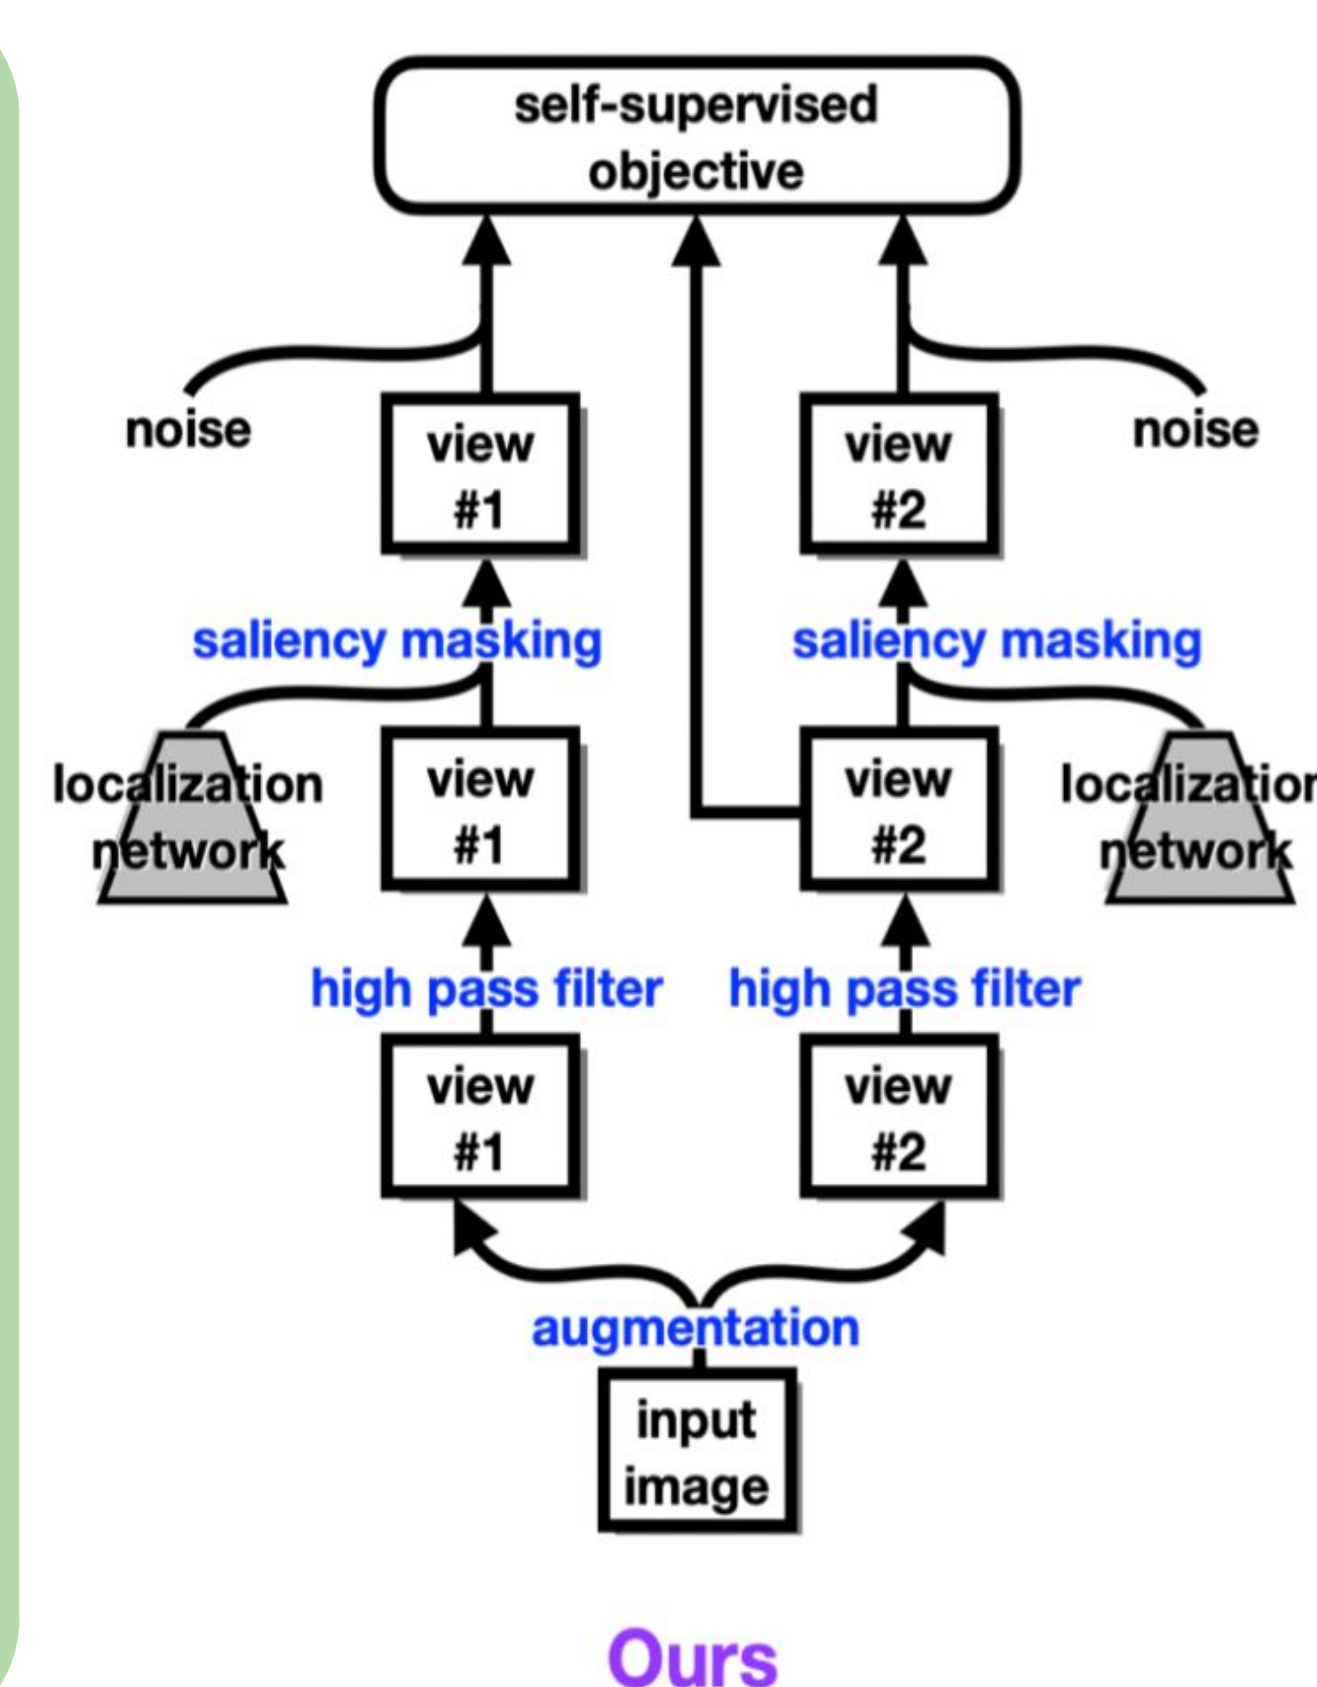 self-supervised
objective
noise
view
#1
view
#2
noise
saliency masking
saliency masking
localization
network
view
#1
view
#2
localization
network
high pass filter
high pass filter
view
#1
view
#2
augmentation
input
image
Ours